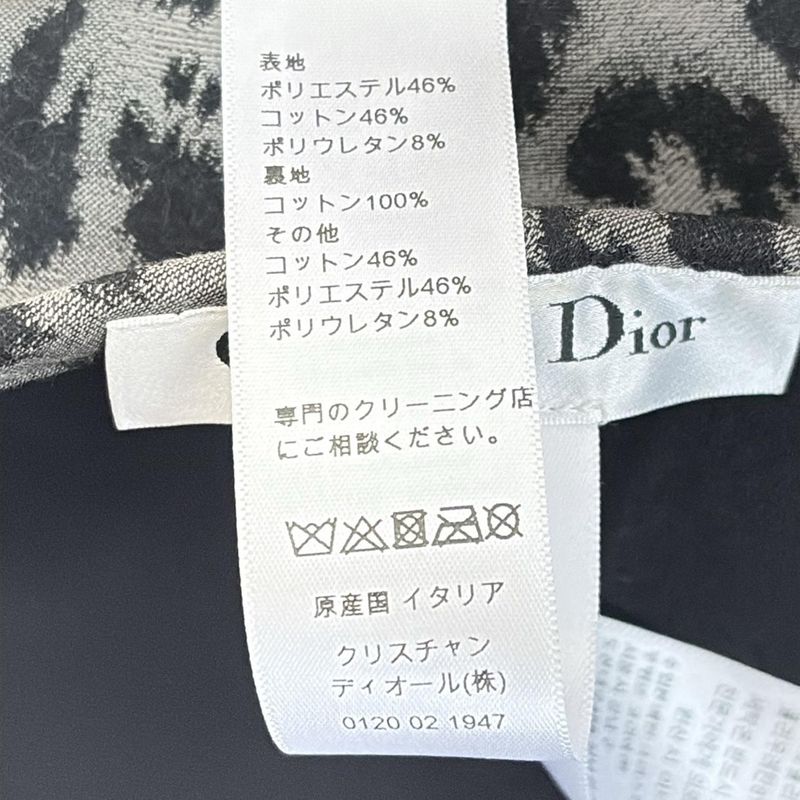 表地
ポリエステル46%
コットン46%
ポリウレタン8%
裏地
コットン100%
その他
コットン46%
ポリエステル46%
ポリウレタン8%
Dior
専門のクリーニング店
にご相談ください。
原産国 イタリア
クリスチャン
ディオール(株)
0120 02 1947